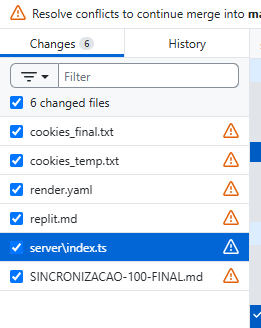 Resolve conflicts to continue merge into ma
Changes 6
History
Filter
6 changed files
cookies_final.txt
cookies_temp.txt
render.yaml
replit.md
server\index.ts
SINCRONIZACAO-100-FINAL.md